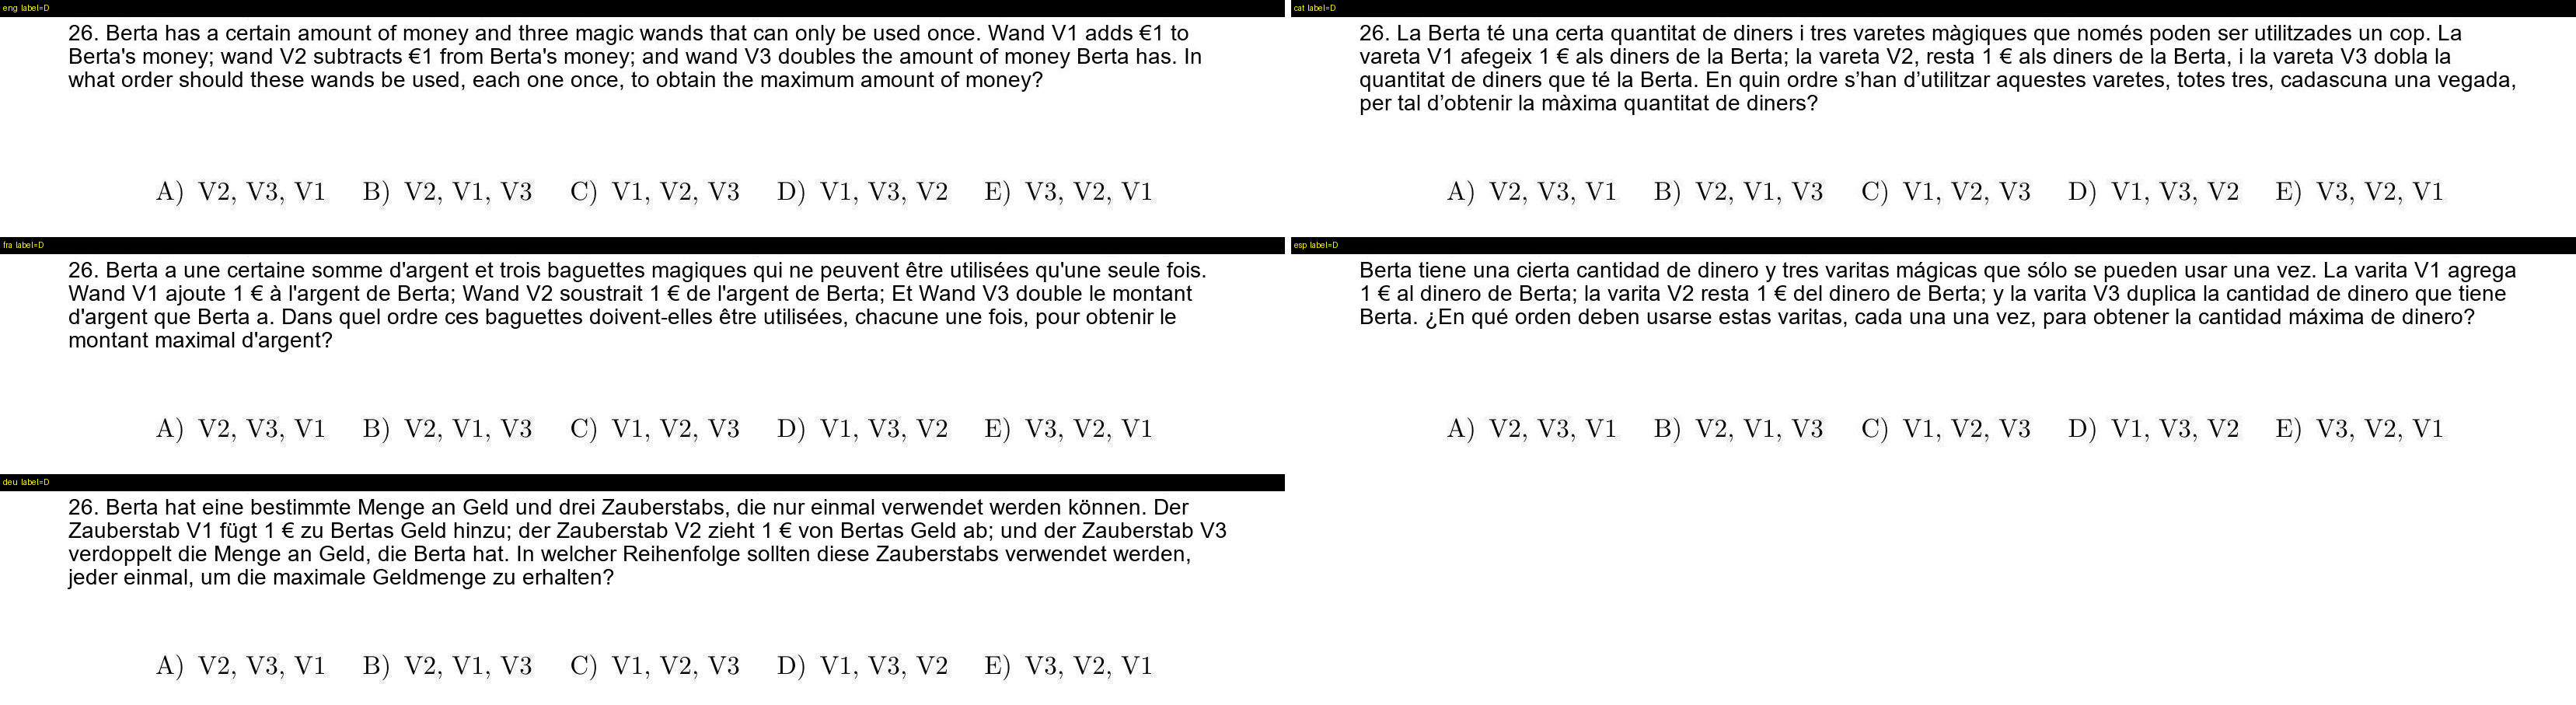 eng label=D
26. Berta has a certain amount of money and three magic wands that can only be used once. Wand V1 adds €1 to
Berta's money; wand V2 subtracts €1 from Berta's money; and wand V3 doubles the amount of money Berta has. In
what order should these wands be used, each one once, to obtain the maximum amount of money?
A) V2, V3, V1 B) V2, V1, V3 C) V1, V2, V3 D) V1, V3, V2 E) V3, V2, V1
cat label=D
26. La Berta té una certa quantitat de diners i tres varetes màgiques que només poden ser utilitzades un cop. La
vareta V1 afegeix 1 € als diners de la Berta; la vareta V2, resta 1 € als diners de la Berta, i la vareta V3 dobla la
quantitat de diners que té la Berta. En quin ordre s’han d’utilitzar aquestes varetes, totes tres, cadascuna una vegada,
per tal d’obtenir la màxima quantitat de diners?
A) V2, V3, V1 B) V2, V1, V3 C) V1, V2, V3 D) V1, V3, V2 E) V3, V2, V1
fra label=D
26. Berta a une certaine somme d'argent et trois baguettes magiques qui ne peuvent être utilisées qu'une seule fois.
Wand V1 ajoute 1 € à l'argent de Berta; Wand V2 soustrait 1 € de l'argent de Berta; Et Wand V3 double le montant
d'argent que Berta a. Dans quel ordre ces baguettes doivent-elles être utilisées, chacune une fois, pour obtenir le
montant maximal d'argent?
A) V2, V3, V1 B) V2, V1, V3 C) V1, V2, V3 D) V1, V3, V2 E) V3, V2, V1
esp label=D
Berta tiene una cierta cantidad de dinero y tres varitas mágicas que sólo se pueden usar una vez. La varita V1 agrega
1 € al dinero de Berta; la varita V2 resta 1 € del dinero de Berta; y la varita V3 duplica la cantidad de dinero que tiene
Berta. ¿En qué orden deben usarse estas varitas, cada una una vez, para obtener la cantidad máxima de dinero?
A) V2, V3, V1 B) V2, V1, V3 C) V1, V2, V3 D) V1, V3, V2 E) V3, V2, V1
deu label=D
26. Berta hat eine bestimmte Menge an Geld und drei Zauberstabs, die nur einmal verwendet werden können. Der
Zauberstab V1 fügt 1 € zu Bertas Geld hinzu; der Zauberstab V2 zieht 1 € von Bertas Geld ab; und der Zauberstab V3
verdoppelt die Menge an Geld, die Berta hat. In welcher Reihenfolge sollten diese Zauberstabs verwendet werden,
jeder einmal, um die maximale Geldmenge zu erhalten?
A) V2, V3, V1 B) V2, V1, V3 C) V1, V2, V3 D) V1, V3, V2 E) V3, V2, V1